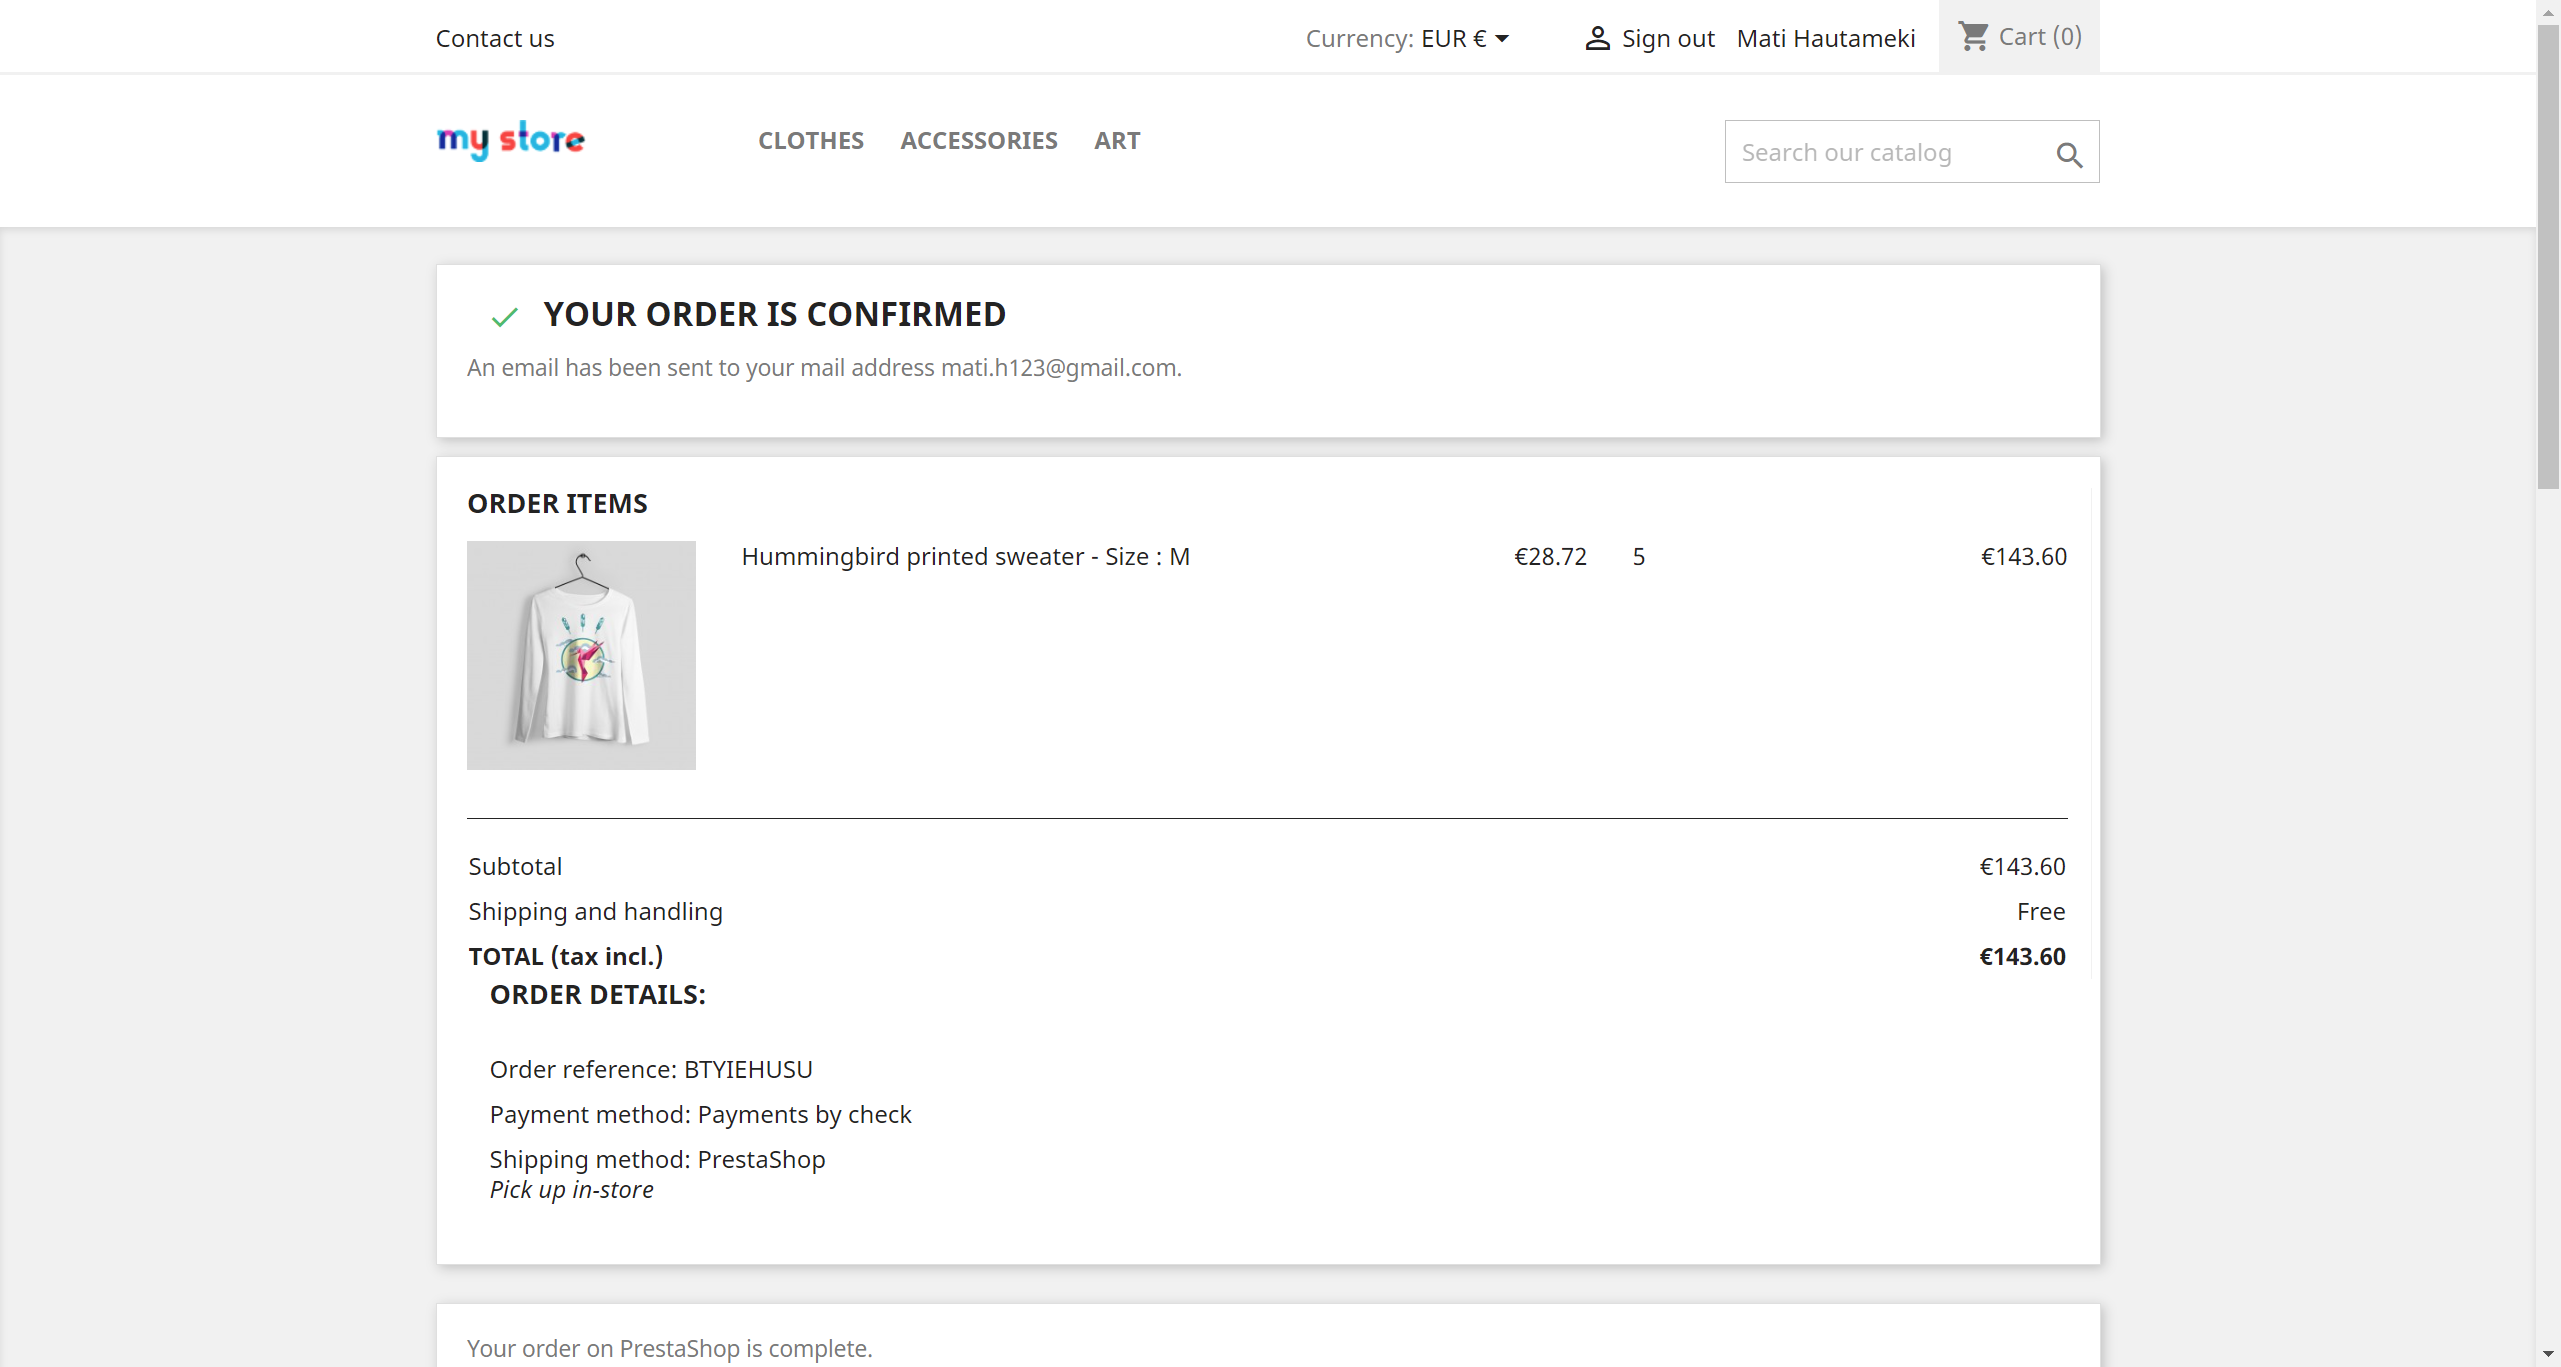 Contact us
Currency: EUR €
Sign out
Mati Hautameki
Cart (0)
my store
CLOTHES
ACCESSORIES
ART
Search our catalog
YOUR ORDER IS CONFIRMED
An email has been sent to your mail address mati.h123@gmail.com.
ORDER ITEMS
Hummingbird printed sweater - Size : M €28.72 5 €143.60
Subtotal €143.60
Shipping and handling Free
TOTAL (tax incl.) €143.60
ORDER DETAILS:
Order reference: BTYIEHUSU
Payment method: Payments by check
Shipping method: PrestaShop
Pick up in-store
Your order on PrestaShop is complete.